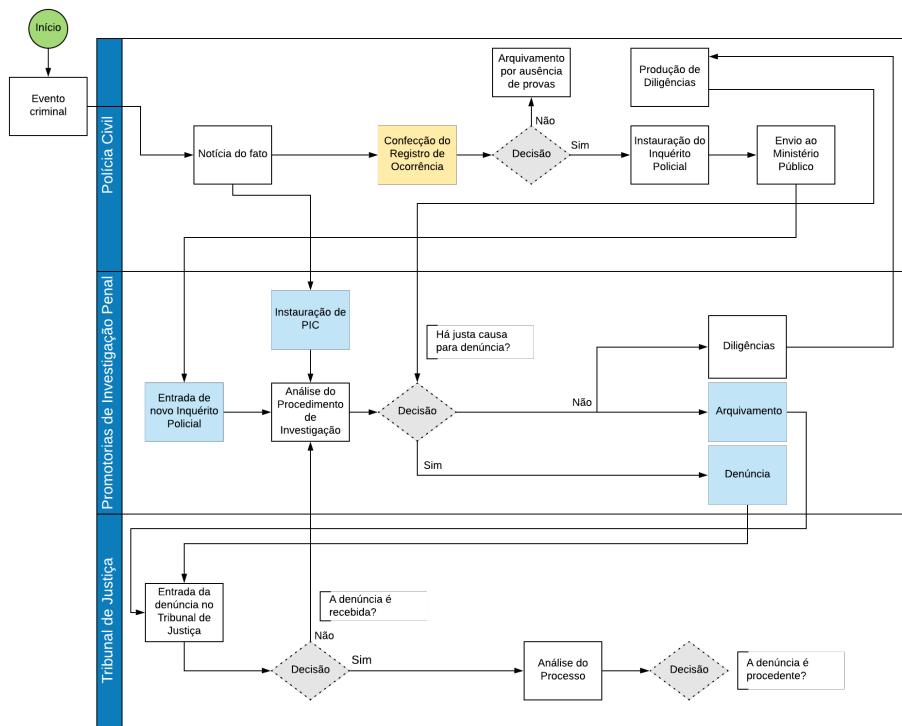 Início
Evento
criminal
Polícia Civil
Notícia do fato
Confecção do
Registro de
Ocorrência
Arquivamento
por ausência
de provas
Não
Decisão
Sim
Produção de
Diligências
Instauração do
Inquérito
Policial
Envio ao
Ministério
Público
Promotorias de Investigação Penal
Instauração de
PIC
Há justa causa
para denúncia?
Entrada de
novo Inquérito
Policial
Análise do
Procedimento
de
Investigação
Decisão
Não
Sim
Diligências
Arquivamento
Denúncia
Tribunal de Justiça
Entrada da
denúncia no
Tribunal de
Justiça
A denúncia é
recebida?
Não
Decisão
Sim
Análise do
Processo
Decisão
A denúncia é
procedente?